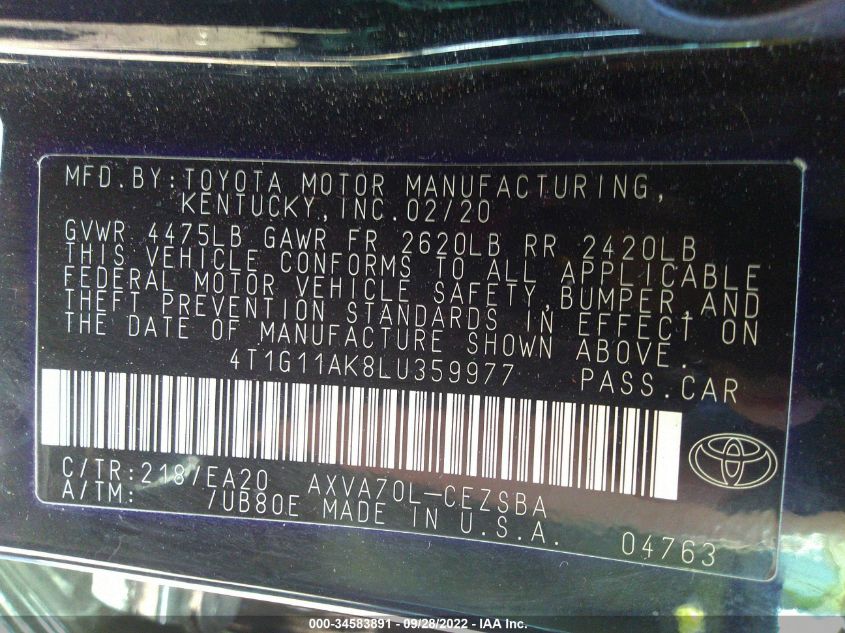 MFD.BY:TOYOTA MOTOR MANUFACTURING,
KENTUCKY,INC.02/20
GVWR 4475LB GAWR FR 2620LB RR 2420LB
THIS VEHICLE CONFORMS TO ALL APPLICABLE
FEDERAL MOTOR VEHICLE SAFETY,BUMPER,AND
THEFT PREVENTION STANDARDS IN EFFECT ON
THE DATE OF MANUFACTURE SHOWN ABOVE.
4T1G11AK8LU359977 PASS.CAR
C/TR:218/EA20 AXVA70L-CEZSBA
A/TM: /UB80E MADE IN U.S.A. 04763
000-34583891 - 09/28/2022 - IAA Inc.